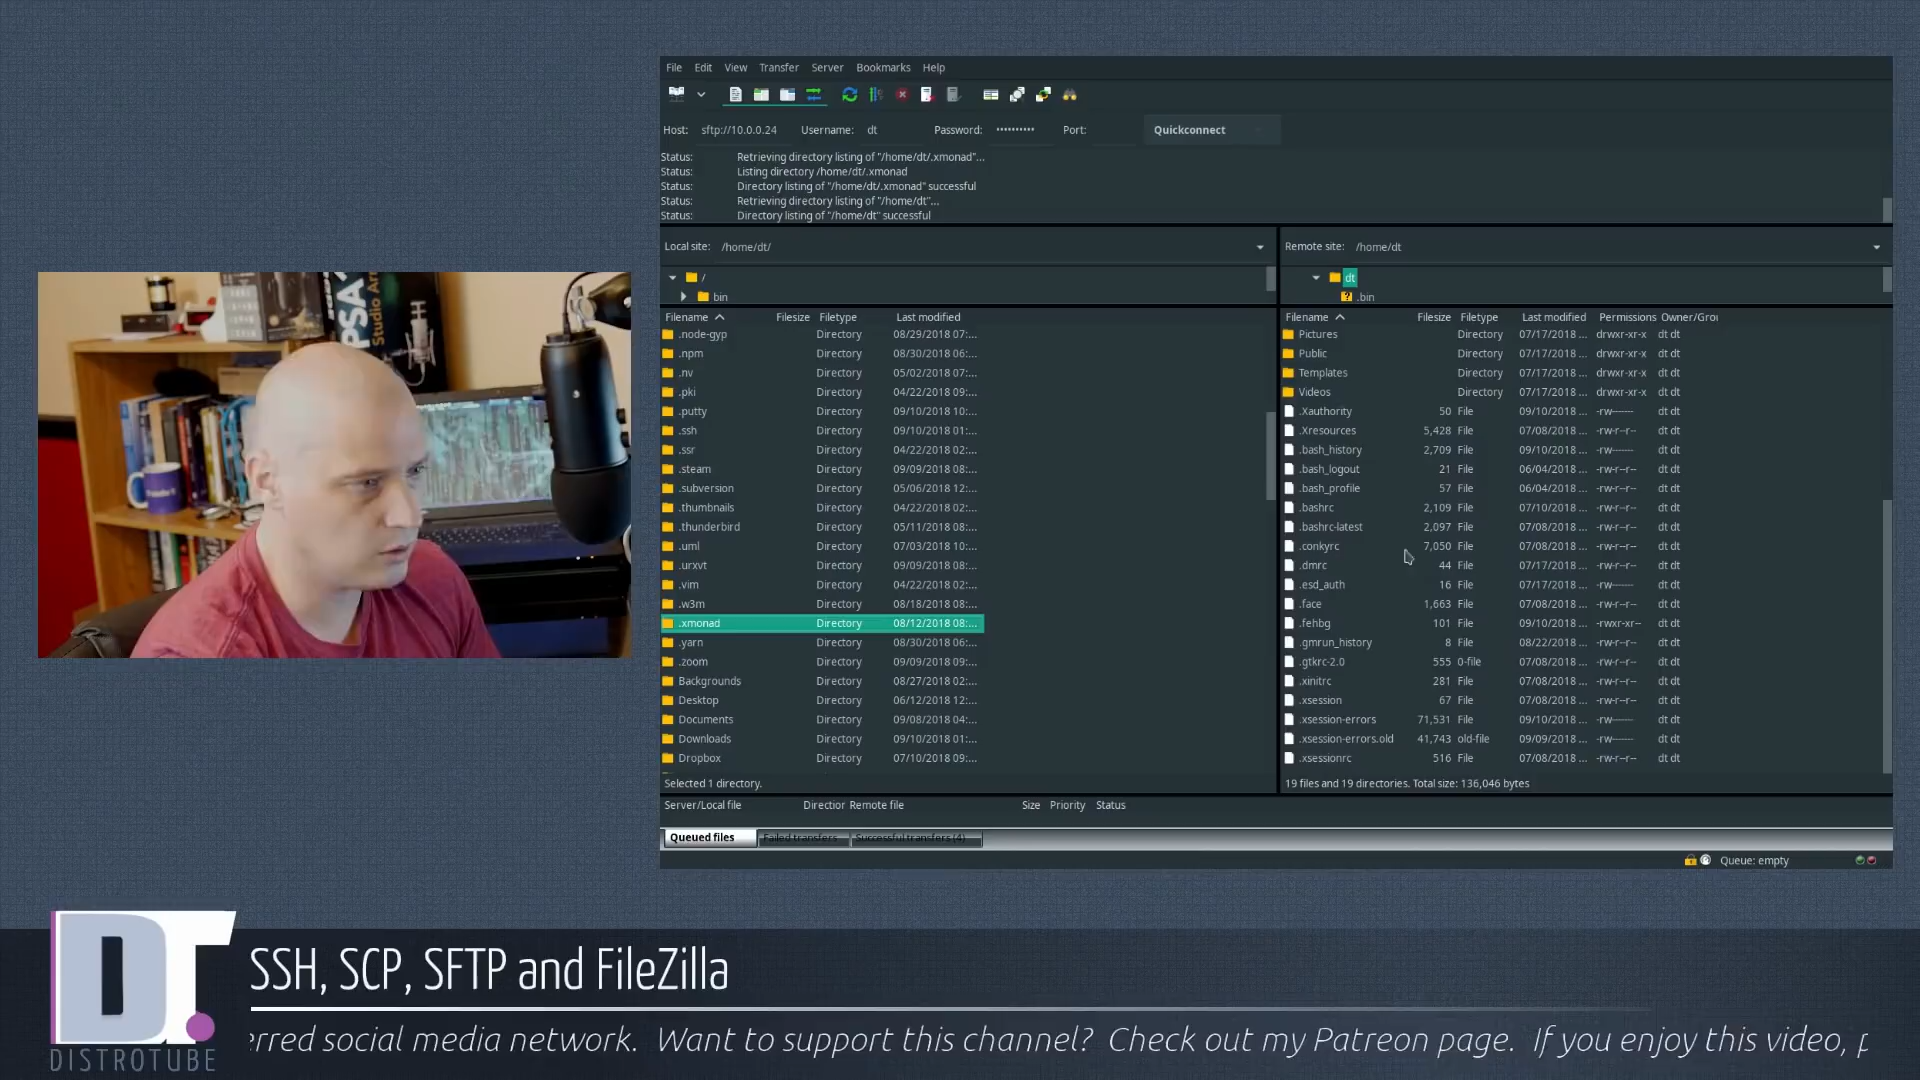 File Edit View Transfer Server Bookmarks Help
Host: sftp://10.0.0.24 Username: dt Password: •••••••••• Port: Quickconnect
Status: Retrieving directory listing of "/home/dt/.xmonad"...
Status: Listing directory /home/dt/.xmonad
Status: Directory listing of "/home/dt/.xmonad" successful
Status: Retrieving directory listing of "/home/dt"...
Status: Directory listing of "/home/dt" successful
Local site: /home/dt/
/
bin
Filename Filesize Filetype Last modified
.node-gyp Directory 08/29/2018 07:...
.npm Directory 08/30/2018 06:...
.nv Directory 05/02/2018 07:...
.pki Directory 04/22/2018 09:...
.putty Directory 09/10/2018 10:...
.ssh Directory 09/10/2018 01:...
.ssr Directory 04/22/2018 02:...
.steam Directory 09/09/2018 08:...
.subversion Directory 05/06/2018 12:...
.thumbnails Directory 04/22/2018 02:...
.thunderbird Directory 05/11/2018 08:...
.uml Directory 07/03/2018 10:...
.urxvt Directory 09/09/2018 08:...
.vim Directory 04/22/2018 02:...
.w3m Directory 08/18/2018 08:...
.xmonad Directory 08/12/2018 08:...
.yarn Directory 08/30/2018 06:...
.zoom Directory 09/09/2018 09:...
Backgrounds Directory 08/27/2018 02:...
Desktop Directory 06/12/2018 12:...
Documents Directory 09/08/2018 04:...
Downloads Directory 09/10/2018 01:...
Dropbox Directory 07/10/2018 09:...
Selected 1 directory.
Remote site: /home/dt
dt
.bin
Filename Filesize Filetype Last modified Permissions Owner/Grou
Pictures Directory 07/17/2018 ... drwxr-xr-x dt dt
Public Directory 07/17/2018 ... drwxr-xr-x dt dt
Templates Directory 07/17/2018 ... drwxr-xr-x dt dt
Videos Directory 07/17/2018 ... drwxr-xr-x dt dt
.Xauthority 50 File 09/10/2018 ... -rw------- dt dt
.Xresources 5,428 File 07/08/2018 ... -rw-r--r-- dt dt
.bash_history 2,709 File 09/10/2018 ... -rw------- dt dt
.bash_logout 21 File 06/04/2018 ... -rw-r--r-- dt dt
.bash_profile 57 File 06/04/2018 ... -rw-r--r-- dt dt
.bashrc 2,109 File 07/10/2018 ... -rw-r--r-- dt dt
.bashrc-latest 2,097 File 07/08/2018 ... -rw-r--r-- dt dt
.conkyrc 7,050 File 07/08/2018 ... -rw-r--r-- dt dt
.dmrc 44 File 07/17/2018 ... -rw-r--r-- dt dt
.esd_auth 16 File 07/17/2018 ... -rw------- dt dt
.face 1,663 File 07/08/2018 ... -rw-r--r-- dt dt
.fehbg 101 File 09/10/2018 ... -rwxr-xr-- dt dt
.gmrun_history 8 File 08/22/2018 ... -rw-r--r-- dt dt
.gtkrc-2.0 555 0-file 07/08/2018 ... -rw-r--r-- dt dt
.xinitrc 281 File 07/08/2018 ... -rw-r--r-- dt dt
.xsession 67 File 07/08/2018 ... -rw-r--r-- dt dt
.xsession-errors 71,531 File 09/10/2018 ... -rw------- dt dt
.xsession-errors.old 41,743 old-file 09/09/2018 ... -rw------- dt dt
.xsessionrc 516 File 07/08/2018 ... -rw-r--r-- dt dt
19 files and 19 directories. Total size: 136,046 bytes
Server/Local file Direction Remote file Size Priority Status
Queued files Failed transfers Successful transfers (4)
Queue: empty
PSA1
Studio Arm
DT
DISTROTUBE
SSH, SCP, SFTP and FileZilla
erred social media network. Want to support this channel? Check out my Patreon page. If you enjoy this video, p